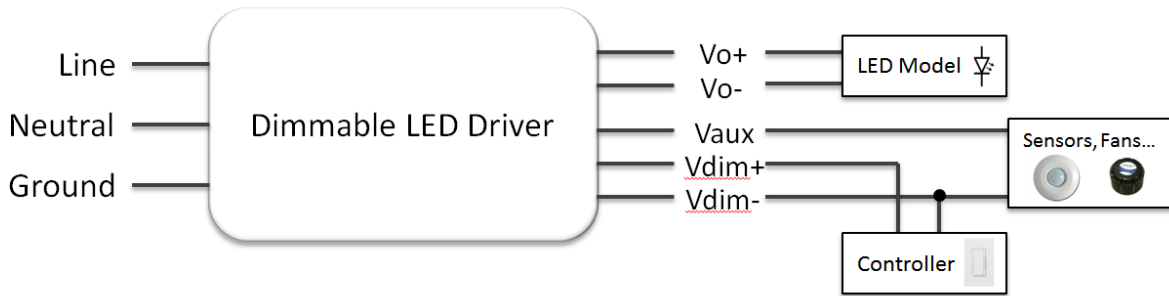 Line
Neutral
Ground
Dimmable LED Driver
Vo+
Vo-
Vaux
Vdim+
Vdim-
LED Model
Sensors, Fans...
Controller